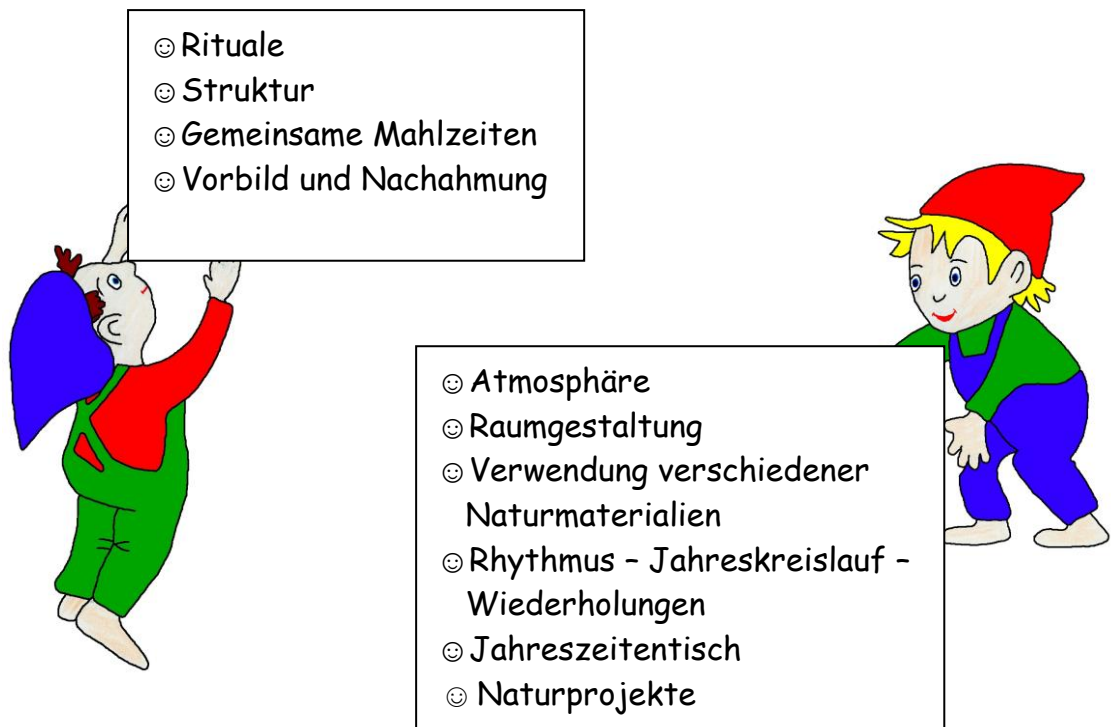 ☺Rituale
☺Struktur
☺Gemeinsame Mahlzeiten
☺Vorbild und Nachahmung
☺Atmosphäre
☺Raumgestaltung
☺Verwendung verschiedener
Naturmaterialien
☺Rhythmus – Jahreskreislauf –
Wiederholungen
☺Jahreszeitentisch
☺ Naturprojekte